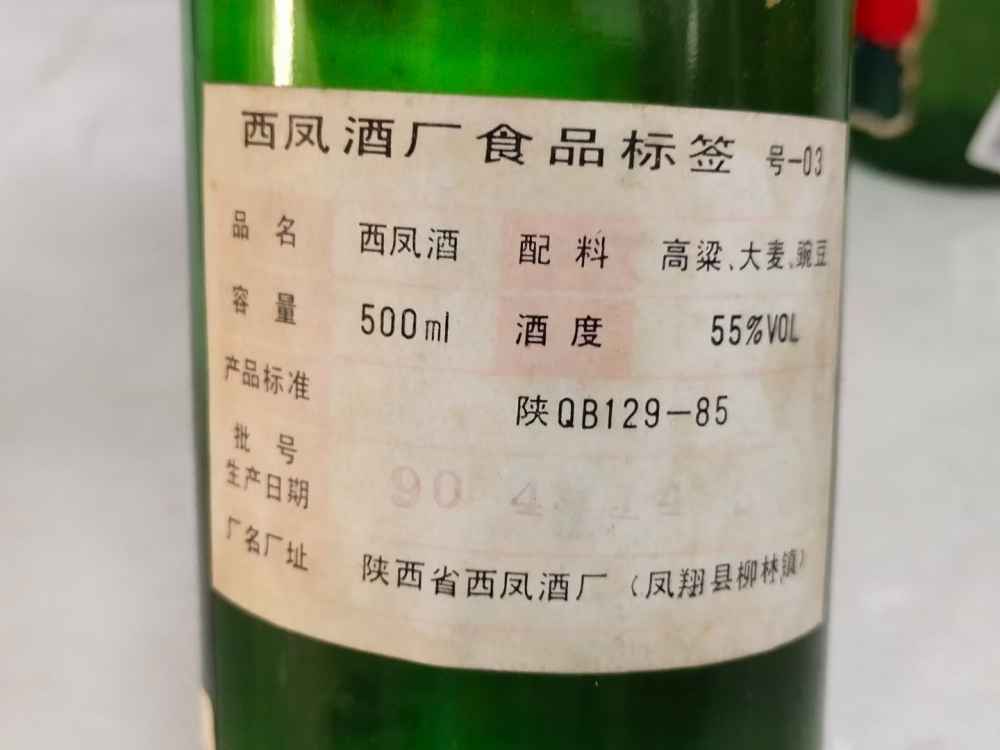 西凤酒厂食品标签 号-03
品名 西凤酒 配料 高粱、大麦、豌豆
容量 500ml 酒度 55%VOL
产品标准 陕QB129-85
批号
生产日期 90 4 14
厂名厂址 陕西省西凤酒厂(凤翔县柳林镇)